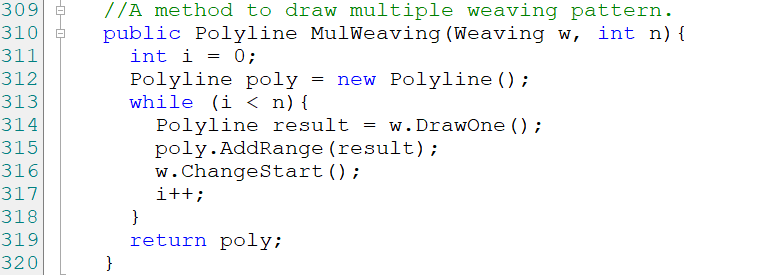 309 //A method to draw multiple weaving pattern.
310 public Polyline MulWeaving(Weaving w, int n){
311 int i = 0;
312 Polyline poly = new Polyline();
313 while (i < n){
314 Polyline result = w.DrawOne();
315 poly.AddRange(result);
316 w.ChangeStart();
317 i++;
318 }
319 return poly;
320 }